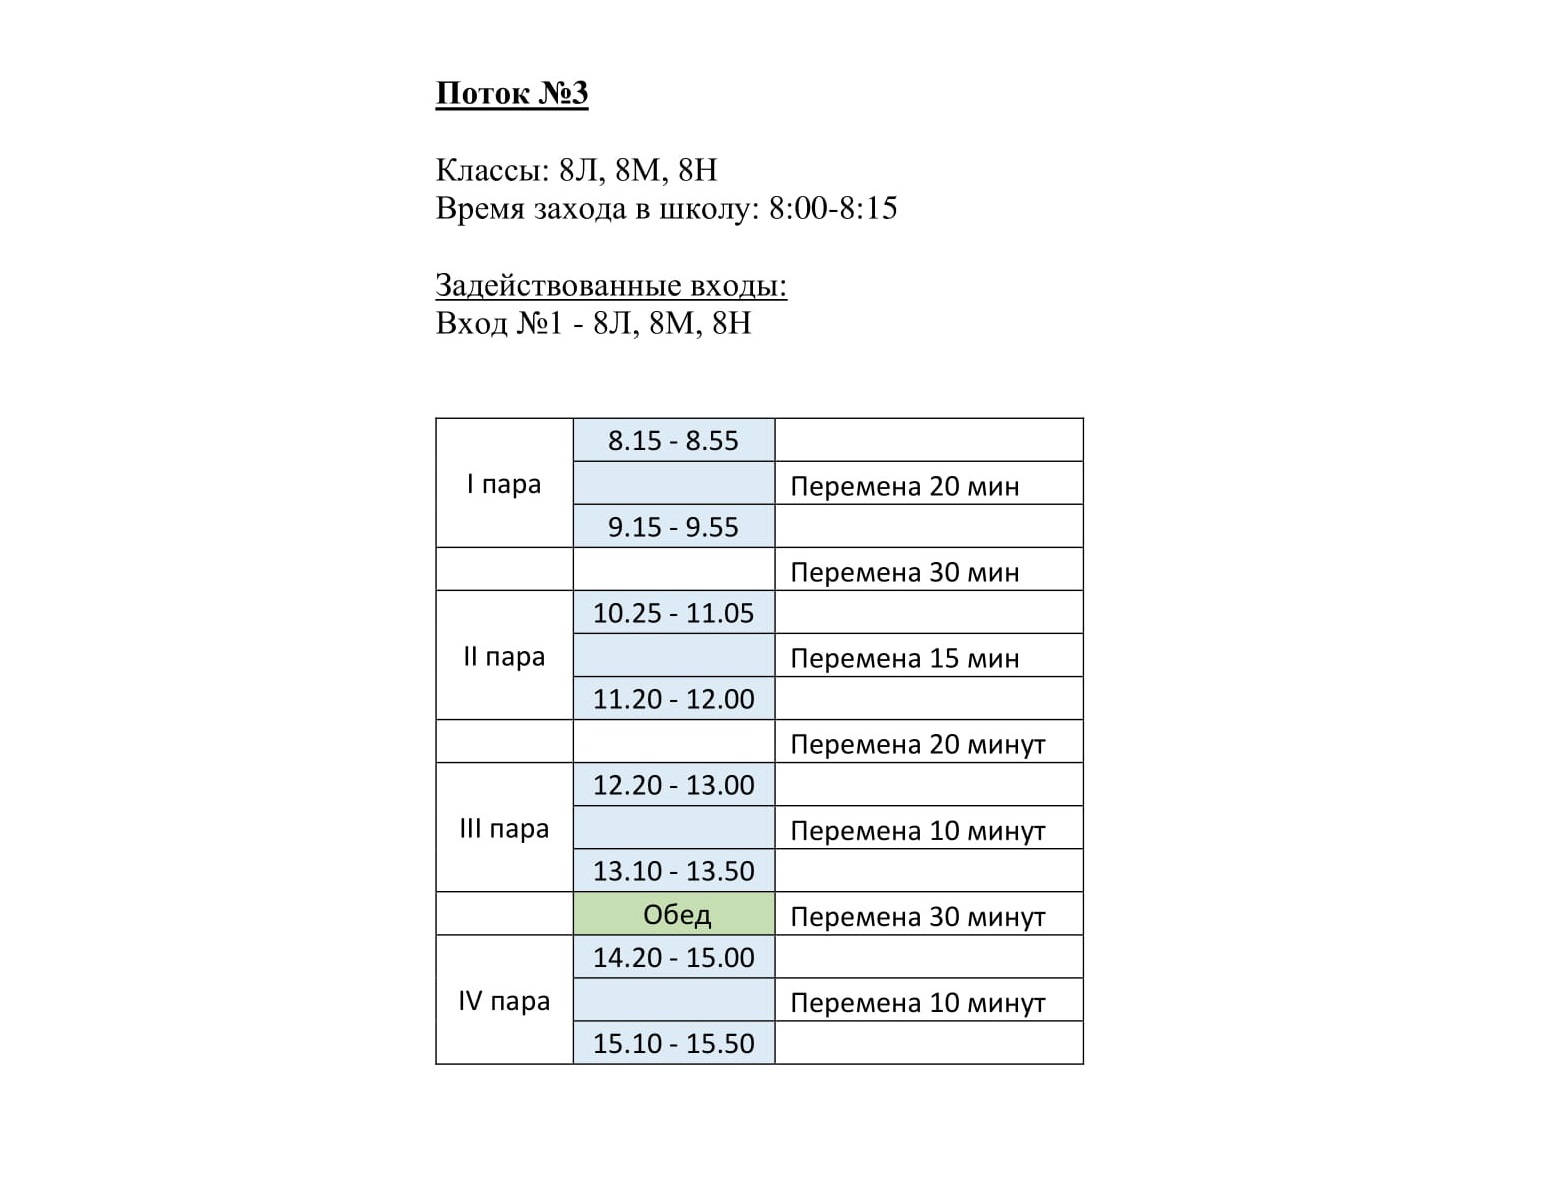 Поток №3
Классы: 8Л, 8М, 8Н
Время захода в школу: 8:00-8:15
Задействованные входы:
Вход №1 - 8Л, 8М, 8Н
8.15 - 8.55
I пара
Перемена 20 мин
9.15 - 9.55
Перемена 30 мин
10.25 - 11.05
II пара
Перемена 15 мин
11.20 - 12.00
Перемена 20 минут
12.20 - 13.00
III пара
Перемена 10 минут
13.10 - 13.50
Обед Перемена 30 минут
14.20 - 15.00
IV пара
Перемена 10 минут
15.10 - 15.50